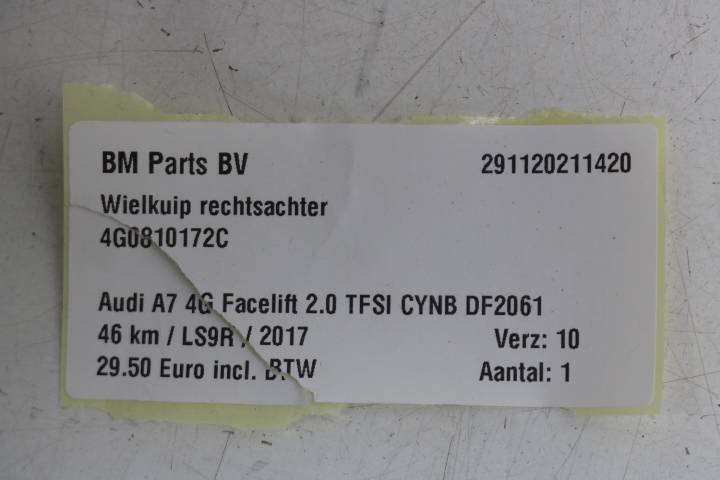 BM Parts BV 291120211420
Wielkuip rechtsachter
4G0810172C
Audi A7 4G Facelift 2.0 TFSI CYNB DF2061
46 km / LS9R / 2017 Verz: 10
29.50 Euro incl. BTW Aantal: 1